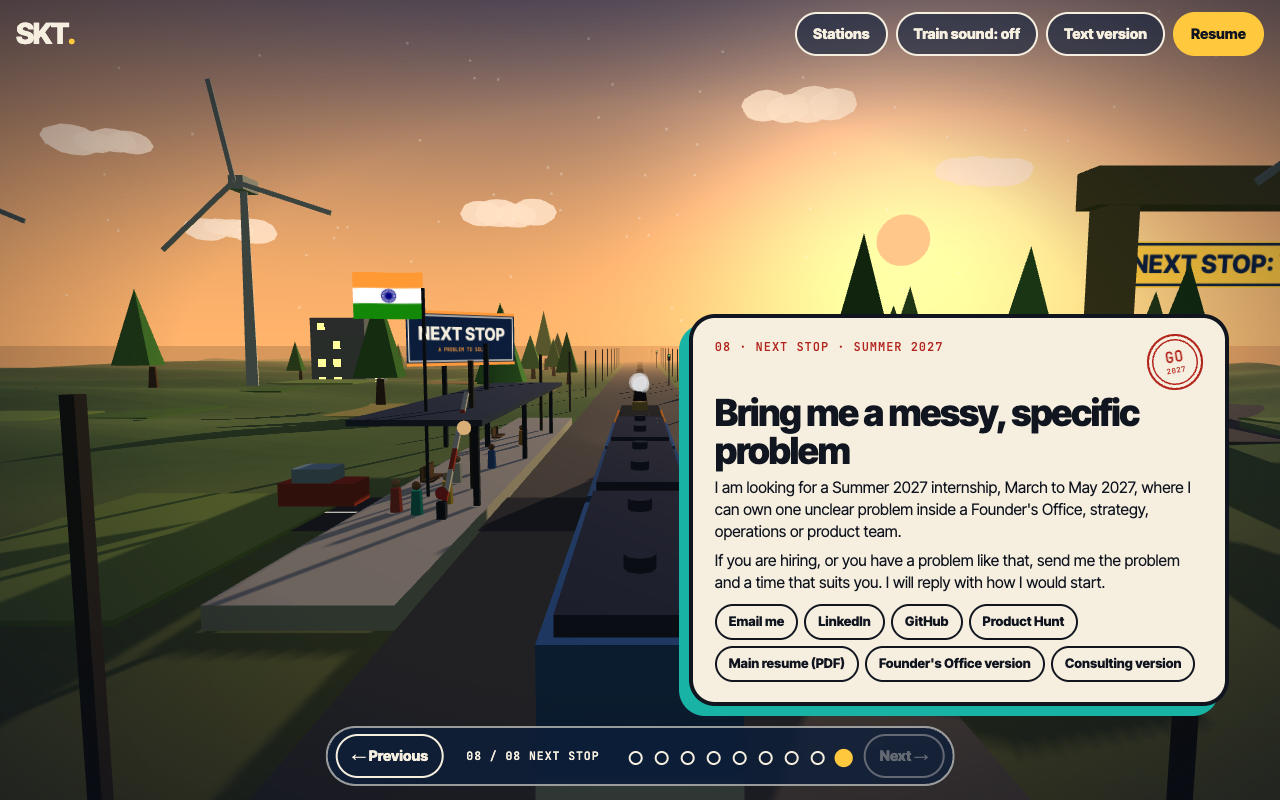 SKT.
Stations
Train sound: off
Text version
Resume
NEXT STOP:
NEXT STOP
A PROBLEM TO SOL
08 · NEXT STOP · SUMMER 2027
GO
2027
Bring me a messy, specific
problem
I am looking for a Summer 2027 internship, March to May 2027, where I
can own one unclear problem inside a Founder's Office, strategy,
operations or product team.
If you are hiring, or you have a problem like that, send me the problem
and a time that suits you. I will reply with how I would start.
Email me
LinkedIn
GitHub
Product Hunt
Main resume (PDF)
Founder's Office version
Consulting version
←Previous
08 / 08 NEXT STOP
Next→